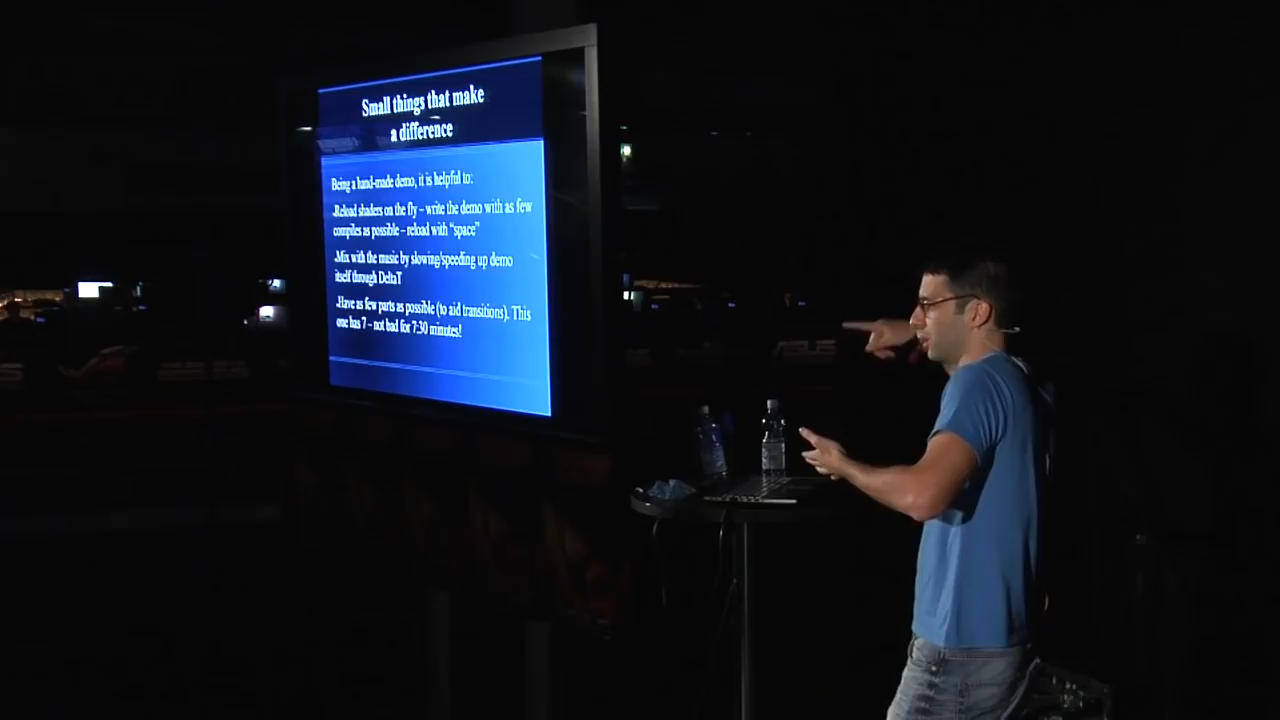 Small things that make
a difference
Being a hand-made demo, it is helpful to:
-Reload shaders on the fly – write the demo with as few
compiles as possible – reload with “space”
-Mix with the music by slowing/speeding up demo
itself through DeltaT
-Have as few parts as possible (to aid transitions). This
one has 7 – not bad for 7:30 minutes!